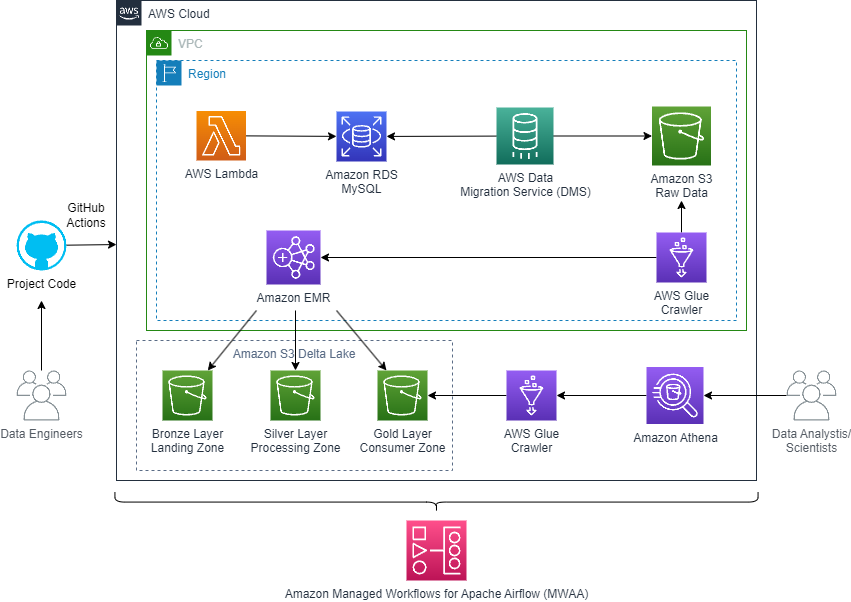 aws
AWS Cloud
VPC
Region
AWS Lambda
Amazon RDS
MySQL
AWS Data
Migration Service (DMS)
Amazon S3
Raw Data
GitHub
Actions
Project Code
Amazon EMR
AWS Glue
Crawler
Amazon S3 Delta Lake
Bronze Layer
Landing Zone
Silver Layer
Processing Zone
Gold Layer
Consumer Zone
AWS Glue
Crawler
Amazon Athena
Data Engineers
Data Analystis/
Scientists
Amazon Managed Workflows for Apache Airflow (MWAA)